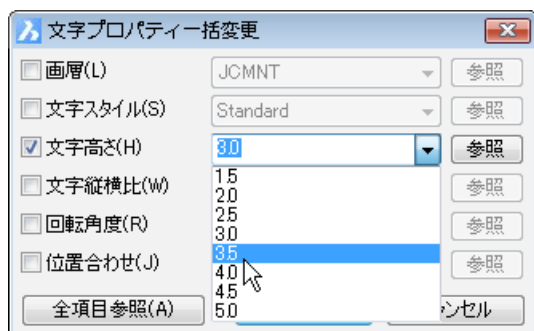 文字プロパティー括変更
画層(L) JCMNT 参照
文字スタイル(S) Standard 参照
文字高さ(H) 3.0 参照
1.5
文字縦横比(W) 2.0 参照
2.5
回転角度(R) 3.0 参照
3.5
位置合わせ(J) 4.0 参照
4.5
全項目参照(A) 5.0 ャンセル